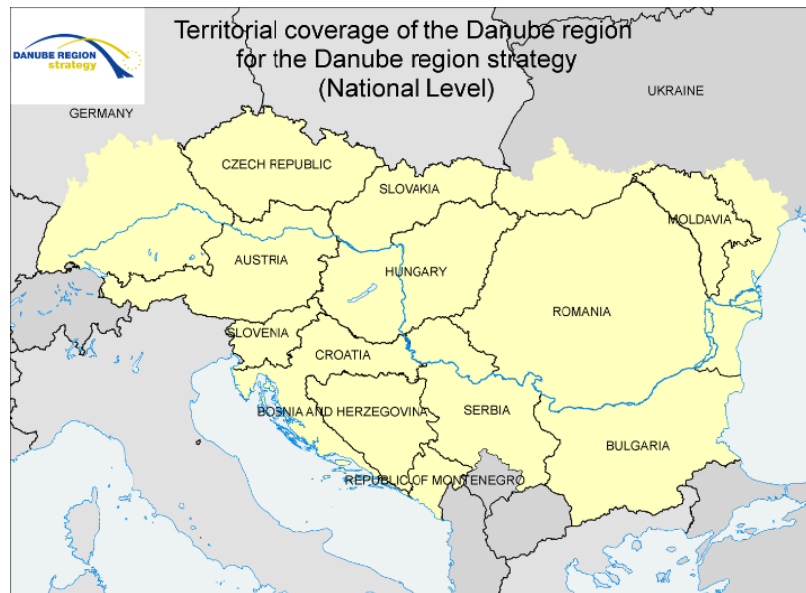 Territorial coverage of the Danube region
for the Danube region strategy
(National Level)
DANUBE REGION
strategy
GERMANY
UKRAINE
CZECH REPUBLIC
SLOVAKIA
MOLDAVIA
AUSTRIA
HUNGARY
ROMANIA
SLOVENIA
CROATIA
BOSNIA AND HERZEGOVINA
SERBIA
BULGARIA
REPUBLIC OF MONTENEGRO